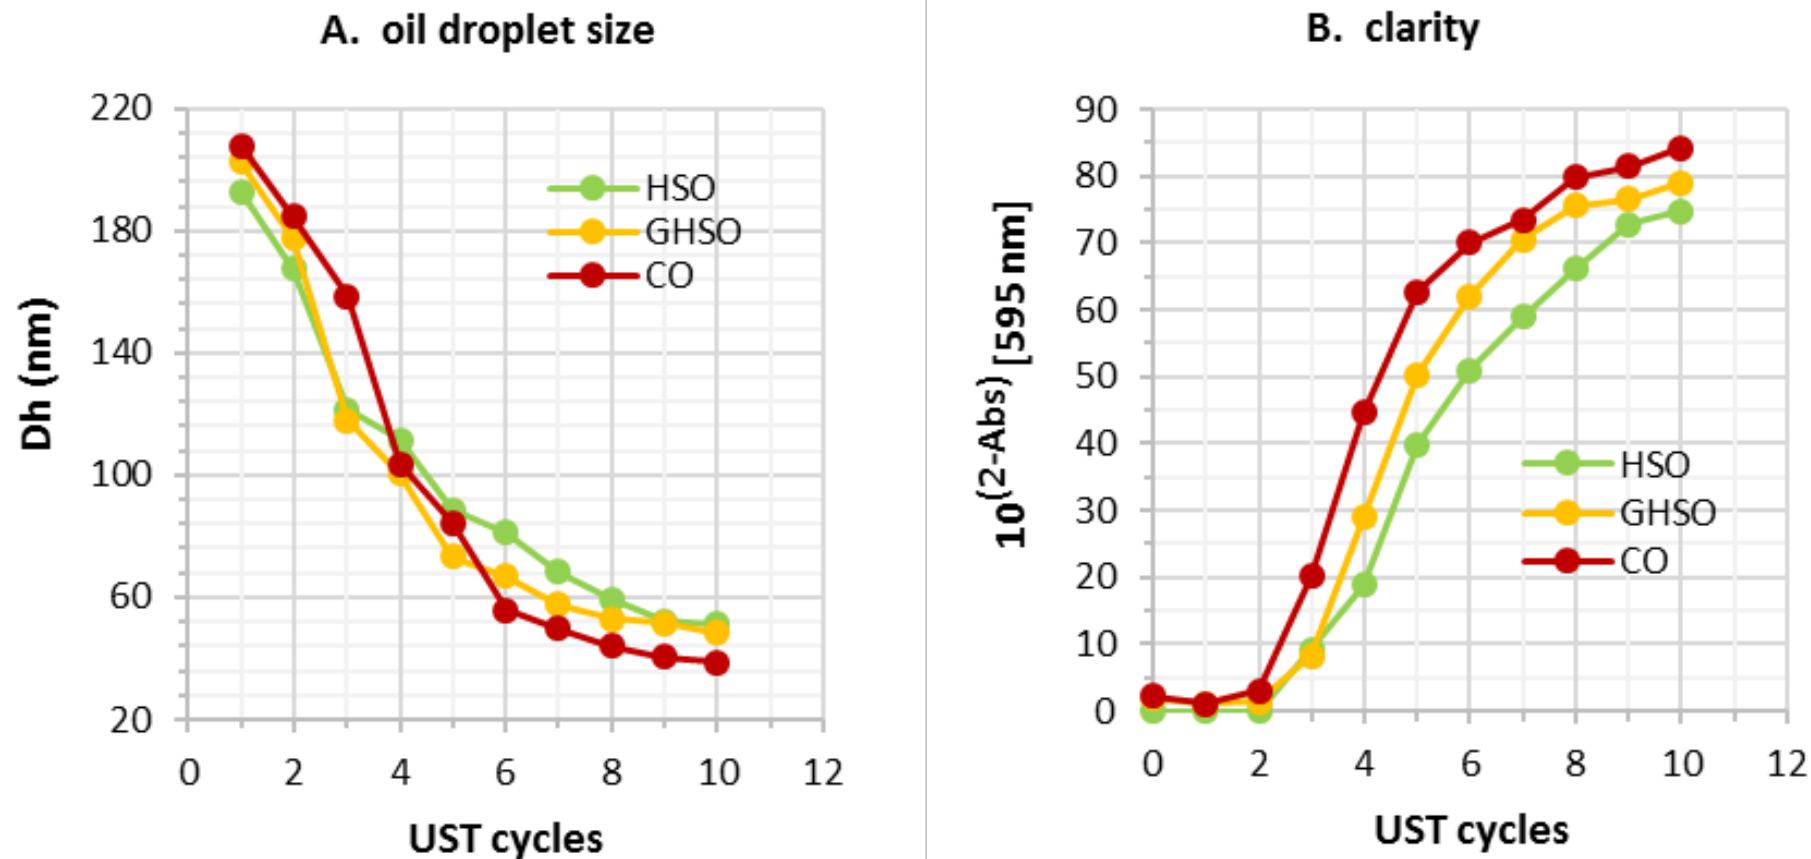 A. oil droplet size
220
180
140
100
60
20
Dh (nm)
HSO
GHSO
CO
0 2 4 6 8 10 12
UST cycles
B. clarity
90
80
70
60
50
40
30
20
10
0
10(2-Abs) [595 nm]
HSO
GHSO
CO
0 2 4 6 8 10 12
UST cycles